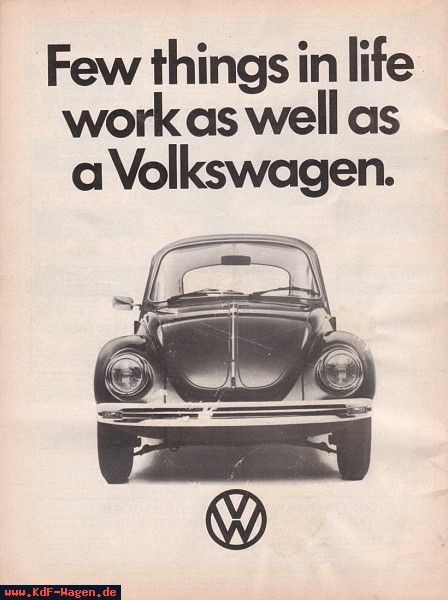 Few things in life
work as well as
a Volkswagen.
VW
www.KdF-Wagen.de